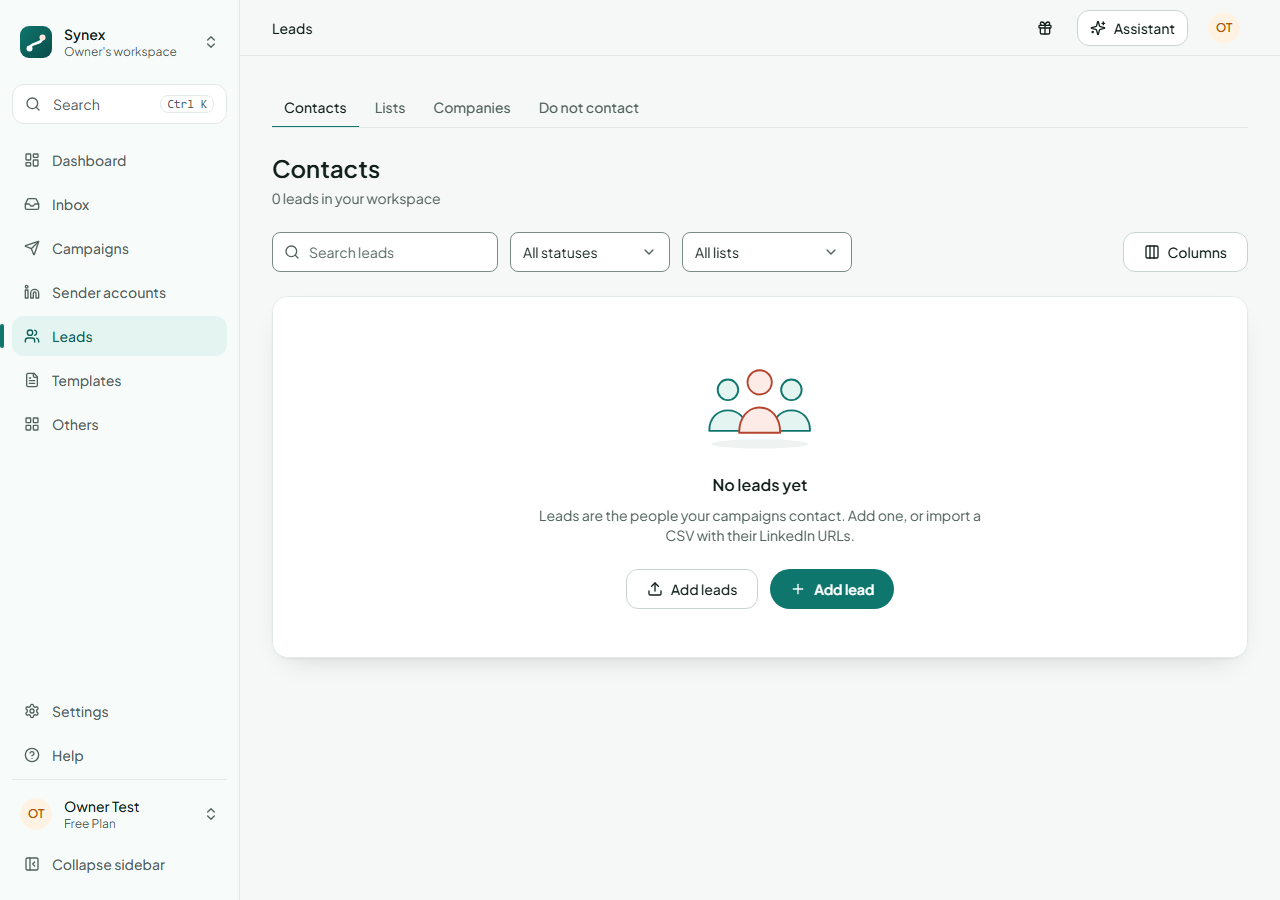 Synex
Owner's workspace
Search
Ctrl K
Dashboard
Inbox
Campaigns
Sender accounts
Leads
Templates
Others
Settings
Help
OT
Owner Test
Free Plan
Collapse sidebar
Leads
Assistant
OT
Contacts
Lists
Companies
Do not contact
Contacts
0 leads in your workspace
Search leads
All statuses
All lists
Columns
No leads yet
Leads are the people your campaigns contact. Add one, or import a
CSV with their LinkedIn URLs.
Add leads
Add lead